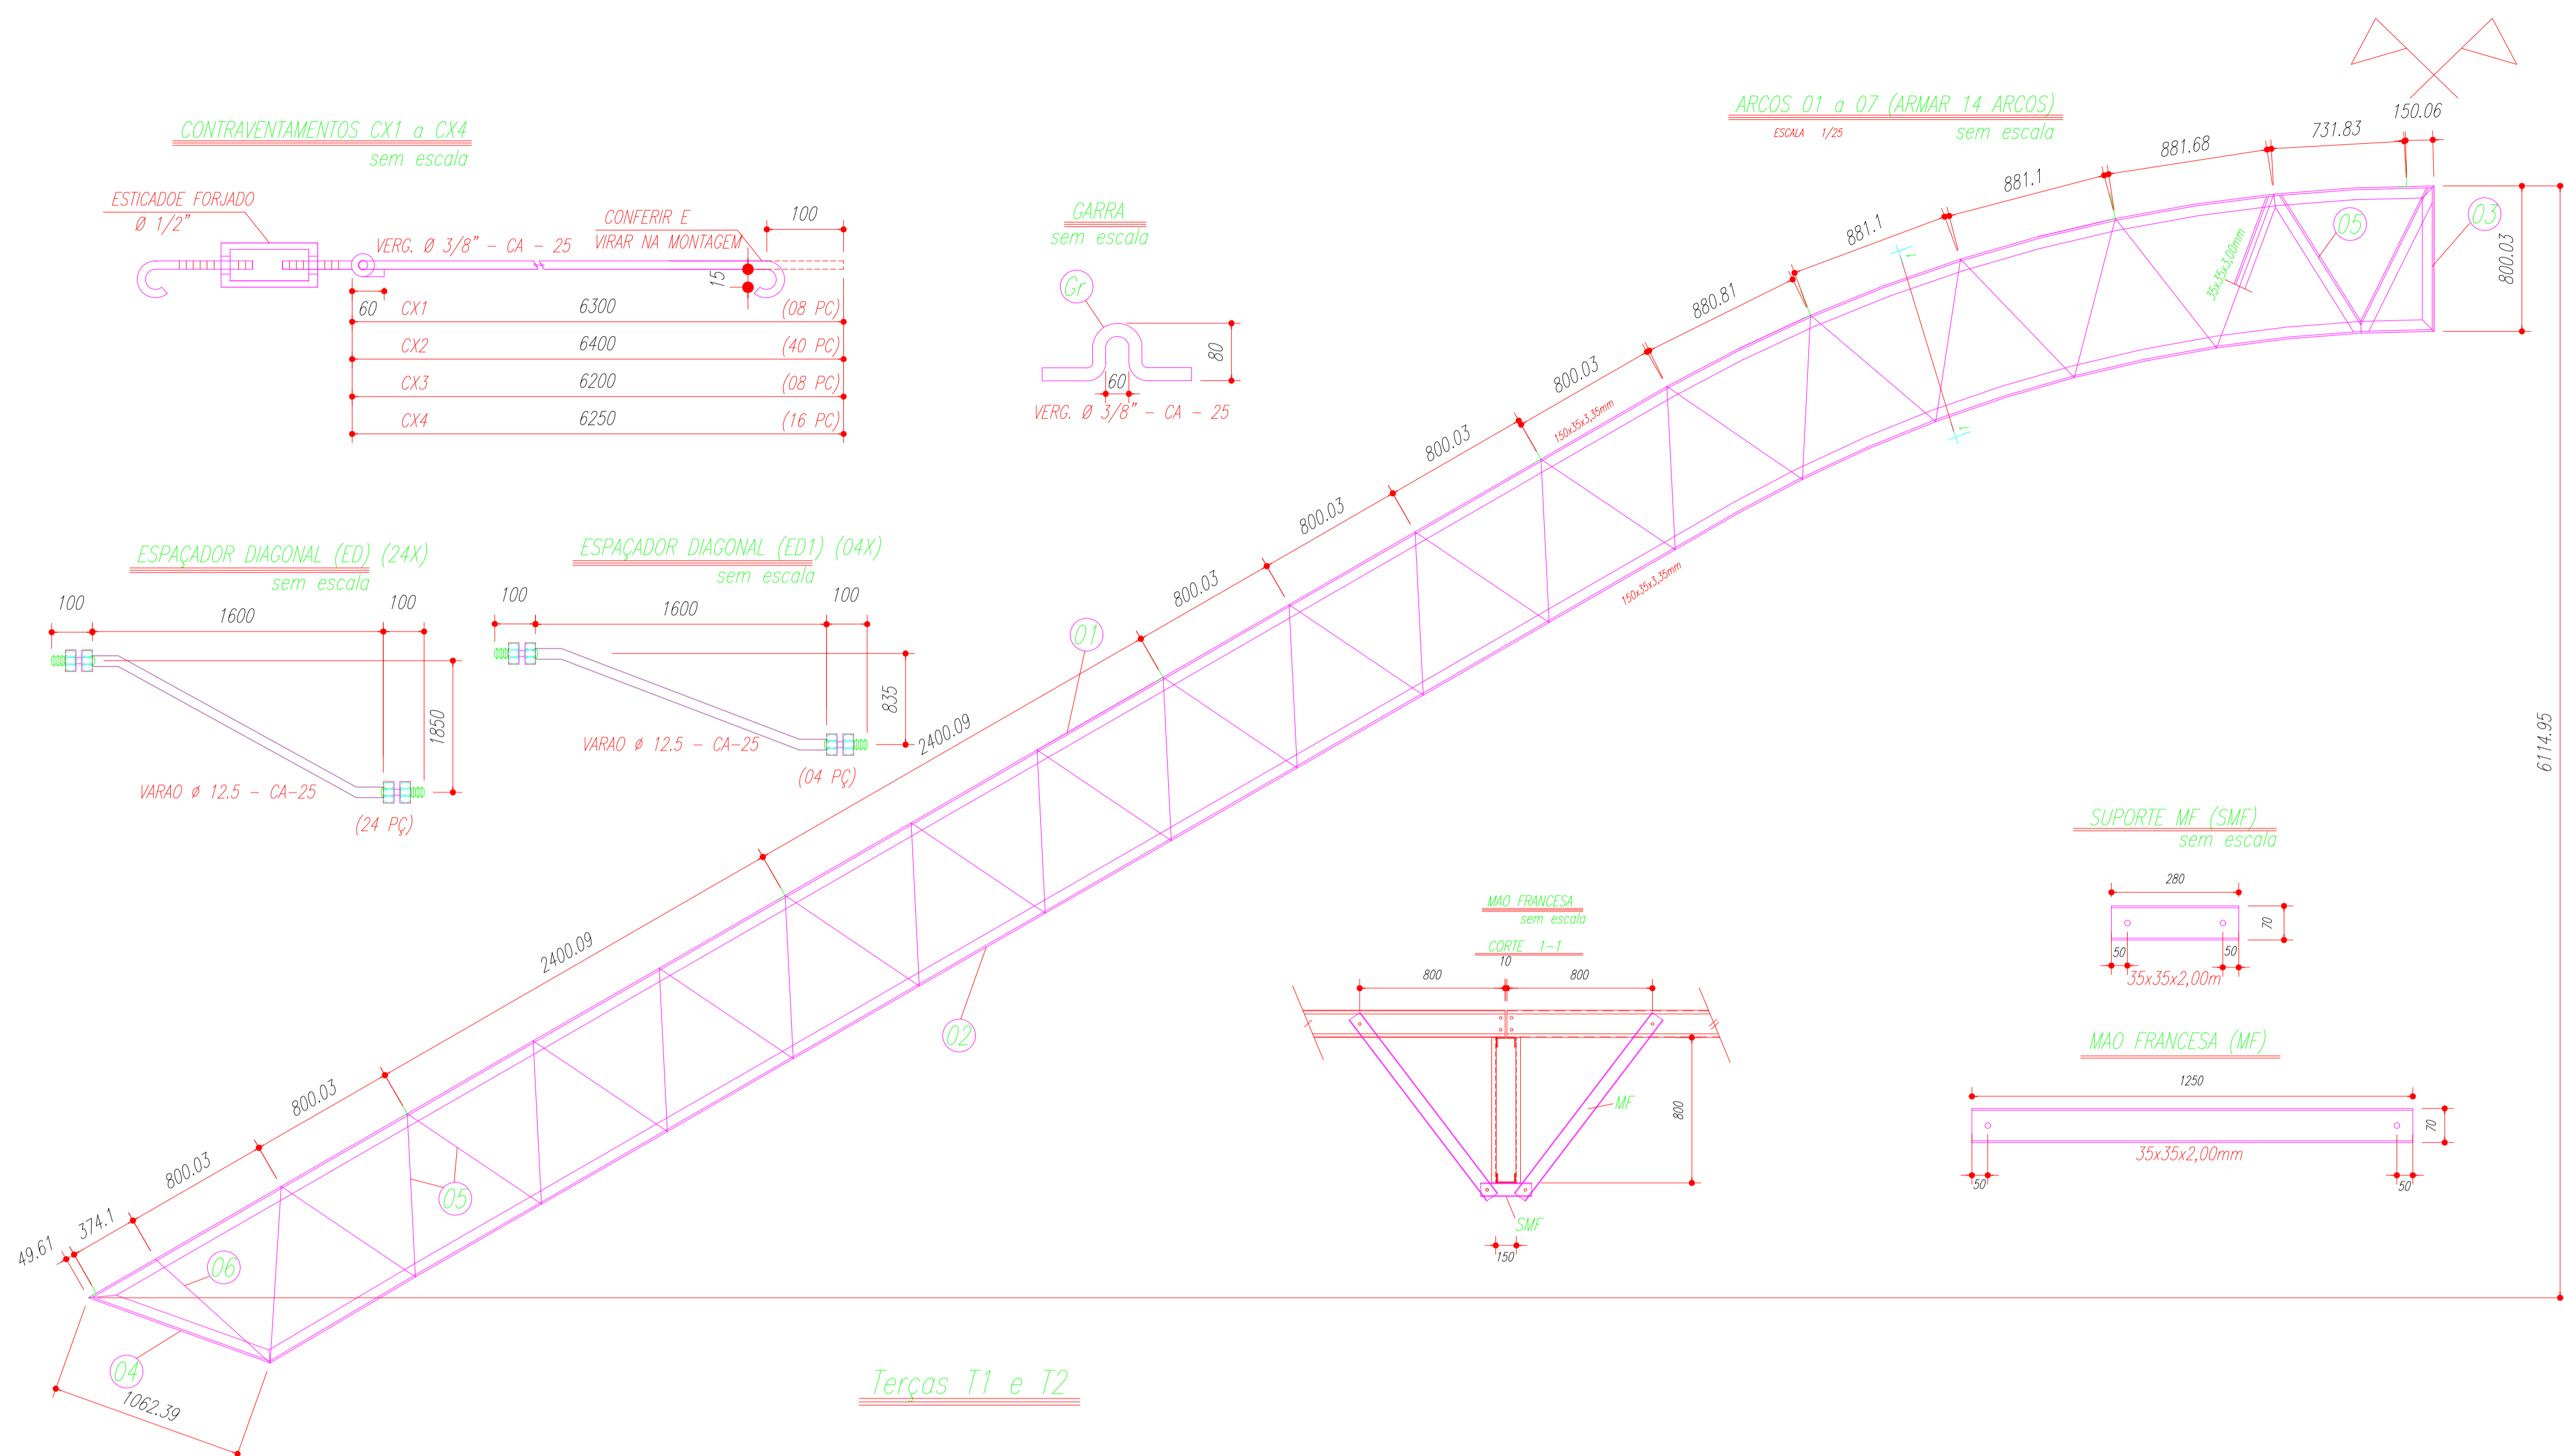 CONTRAVENTAMENTOS CX1 a CX4
sem escala
ESTICADOE FORJADO
Ø 1/2"
VERG. Ø 3/8" - CA - 25
CONFERIR E
VIRAR NA MONTAGEM
100
15
60
CX1 6300 (08 PC)
CX2 6400 (40 PC)
CX3 6200 (08 PC)
CX4 6250 (16 PC)
GARRA
sem escala
Gr
80
60
VERG. Ø 3/8" - CA - 25
ARCOS 01 a 07 (ARMAR 14 ARCOS)
ESCALA 1/25
sem escala
150.06
731.83
881.68
881.1
881.1
880.81
800.03
800.03
800.03
800.03
2400.09
2400.09
800.03
800.03
374.1
49.61
1062.39
800.03
6114.95
03
05
35x35x3,00mm
1
1
150x35x3,35mm
150x35x3,35mm
01
02
05
06
04
ESPAÇADOR DIAGONAL (ED) (24X)
sem escala
100
1600
100
1850
VARAO ø 12.5 - CA-25
(24 PÇ)
ESPAÇADOR DIAGONAL (ED1) (04X)
sem escala
100
1600
100
835
VARAO ø 12.5 - CA-25
(04 PÇ)
MAO FRANCESA
sem escala
CORTE 1-1
10
800
800
800
MF
SMF
150
SUPORTE MF (SMF)
sem escala
280
70
50
50
35x35x2,00m
MAO FRANCESA (MF)
1250
70
35x35x2,00mm
50
50
Terças T1 e T2